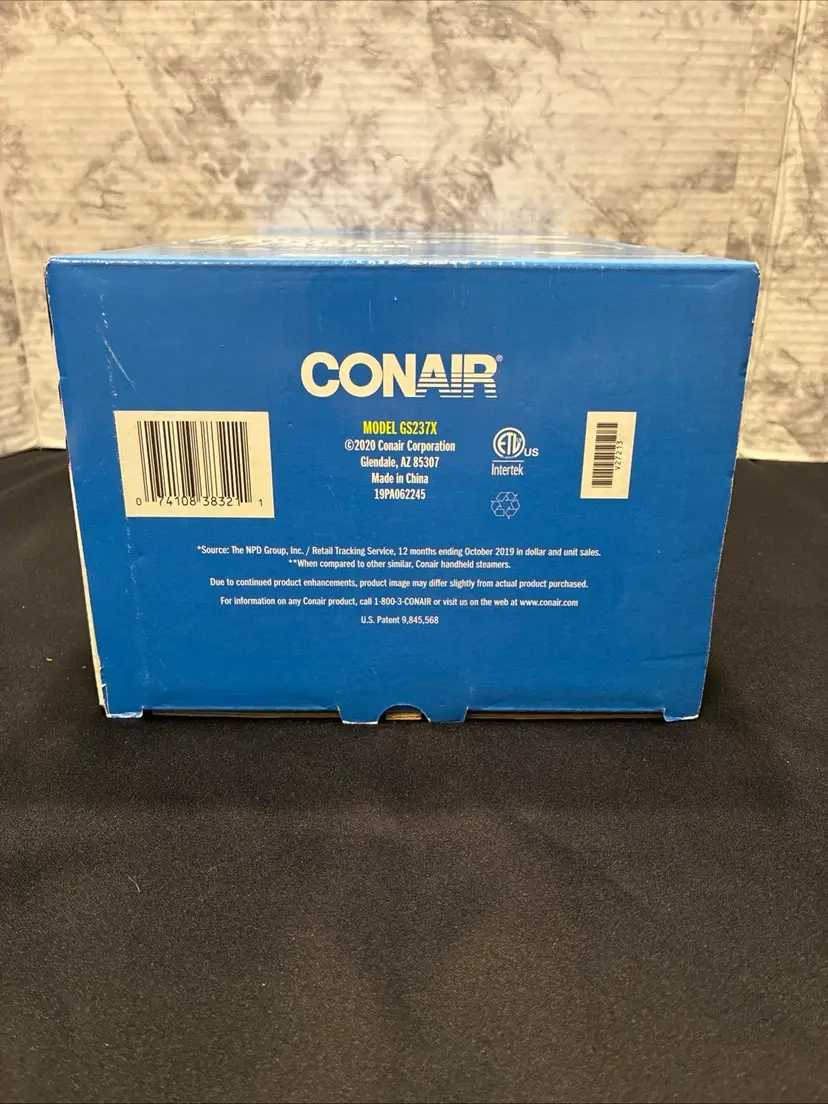 CONAIR®
MODEL GS237X
©2020 Conair Corporation
Glendale, AZ 85307
Made in China
19PA062245
ETL US
Intertek
V27213
0 74108 38321 1
*Source: The NPD Group, Inc. / Retail Tracking Service, 12 months ending October 2019 in dollar and unit sales.
**When compared to other similar, Conair handheld steamers.
Due to continued product enhancements, product image may differ slightly from actual product purchased.
For information on any Conair product, call 1-800-3-CONAIR or visit us on the web at www.conair.com
U.S. Patent 9,845,568